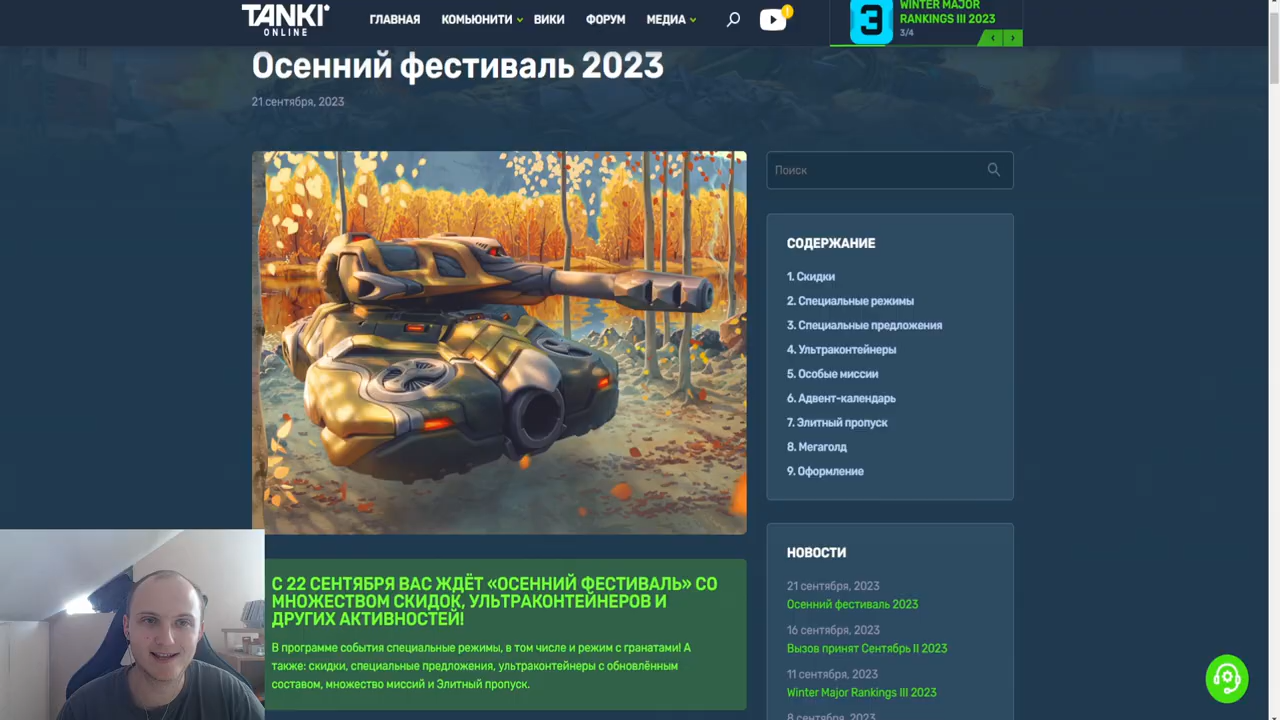 TANKI
ONLINE
ГЛАВНАЯ
КОМЬЮНИТИ
ВИКИ
ФОРУМ
МЕДИА
1
3
WINTER MAJOR
RANKINGS III 2023
3/4
Осенний фестиваль 2023
21 сентября, 2023
Поиск
СОДЕРЖАНИЕ
1. Скидки
2. Специальные режимы
3. Специальные предложения
4. Ультраконтейнеры
5. Особые миссии
6. Адвент-календарь
7. Элитный пропуск
8. Мегаголд
9. Оформление
С 22 СЕНТЯБРЯ ВАС ЖДЁТ «ОСЕННИЙ ФЕСТИВАЛЬ» СО
МНОЖЕСТВОМ СКИДОК, УЛЬТРАКОНТЕЙНЕРОВ И
ДРУГИХ АКТИВНОСТЕЙ!
В программе события специальные режимы, в том числе и режим с гранатами! А
также: скидки, специальные предложения, ультраконтейнеры с обновлённым
составом, множество миссий и Элитный пропуск.
НОВОСТИ
21 сентября, 2023
Осенний фестиваль 2023
16 сентября, 2023
Вызов принят Сентябрь II 2023
11 сентября, 2023
Winter Major Rankings III 2023
8 сентября, 2023